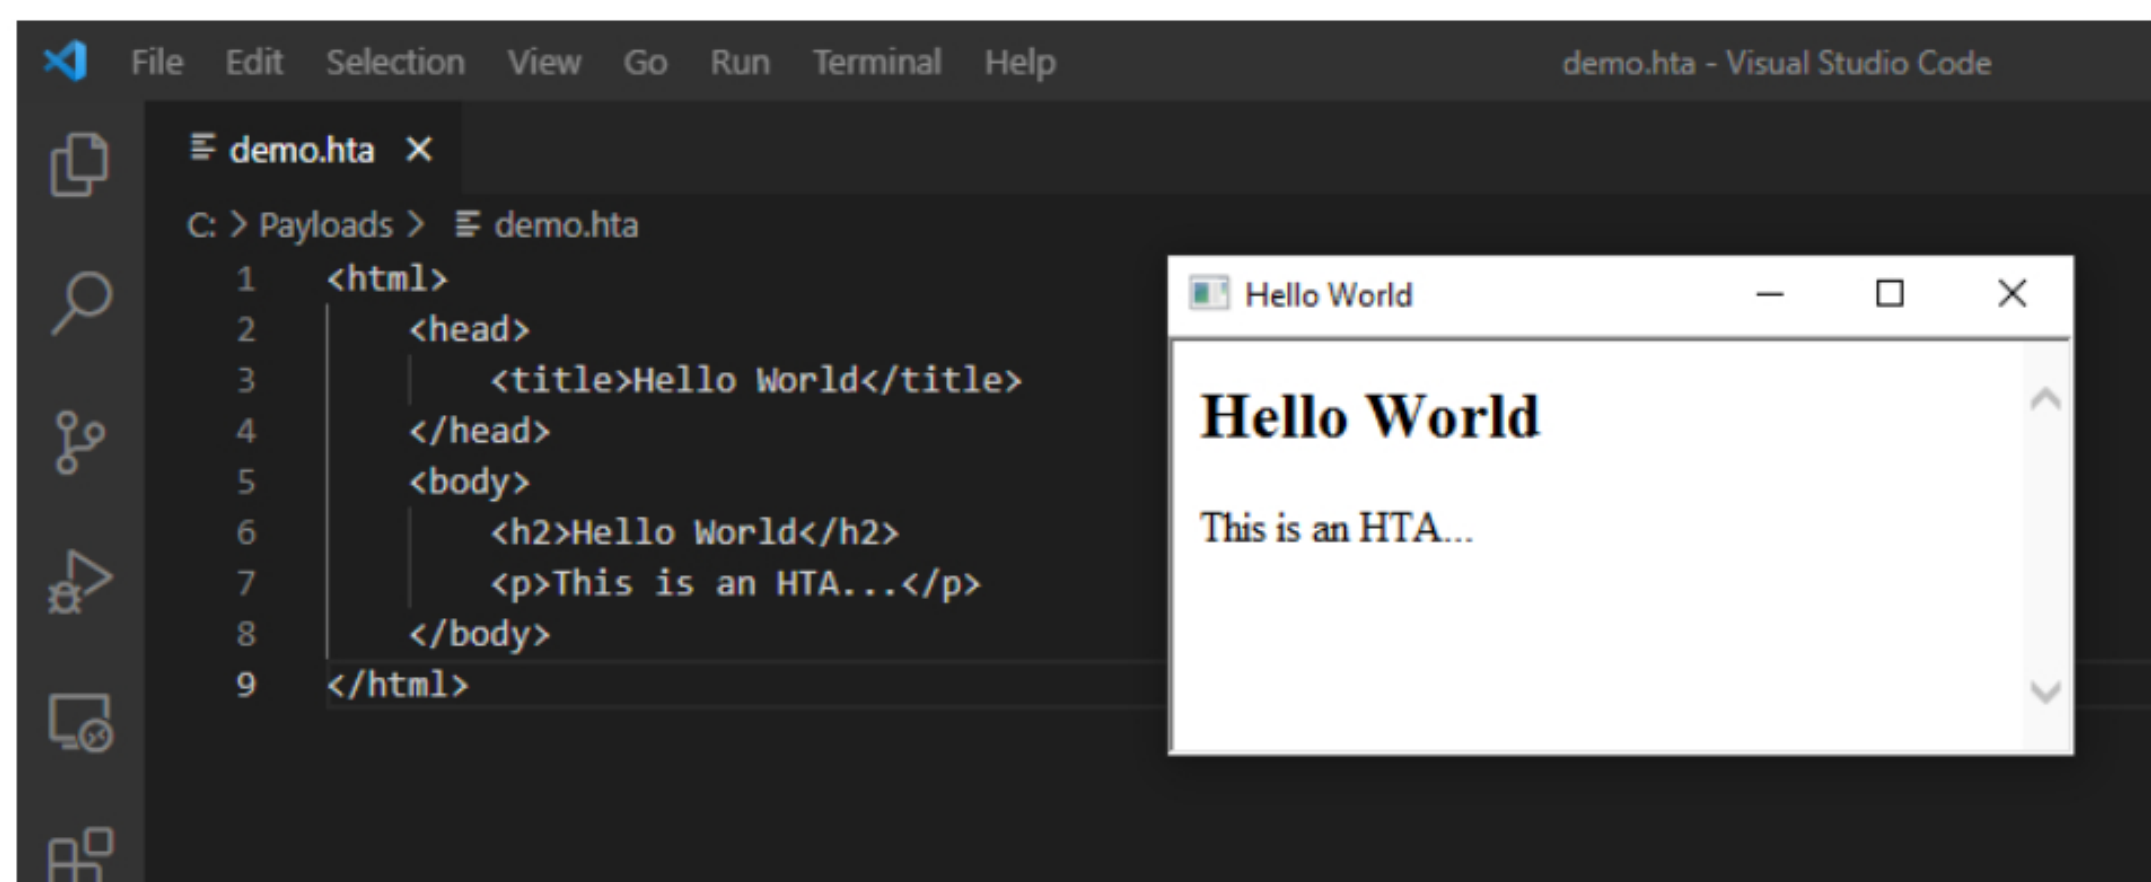 File Edit Selection View Go Run Terminal Help demo.hta - Visual Studio Code
demo.hta
C: > Payloads > demo.hta
1 <html>
2 <head>
3 <title>Hello World</title>
4 </head>
5 <body>
6 <h2>Hello World</h2>
7 <p>This is an HTA...</p>
8 </body>
9 </html>
Hello World
Hello World
This is an HTA...